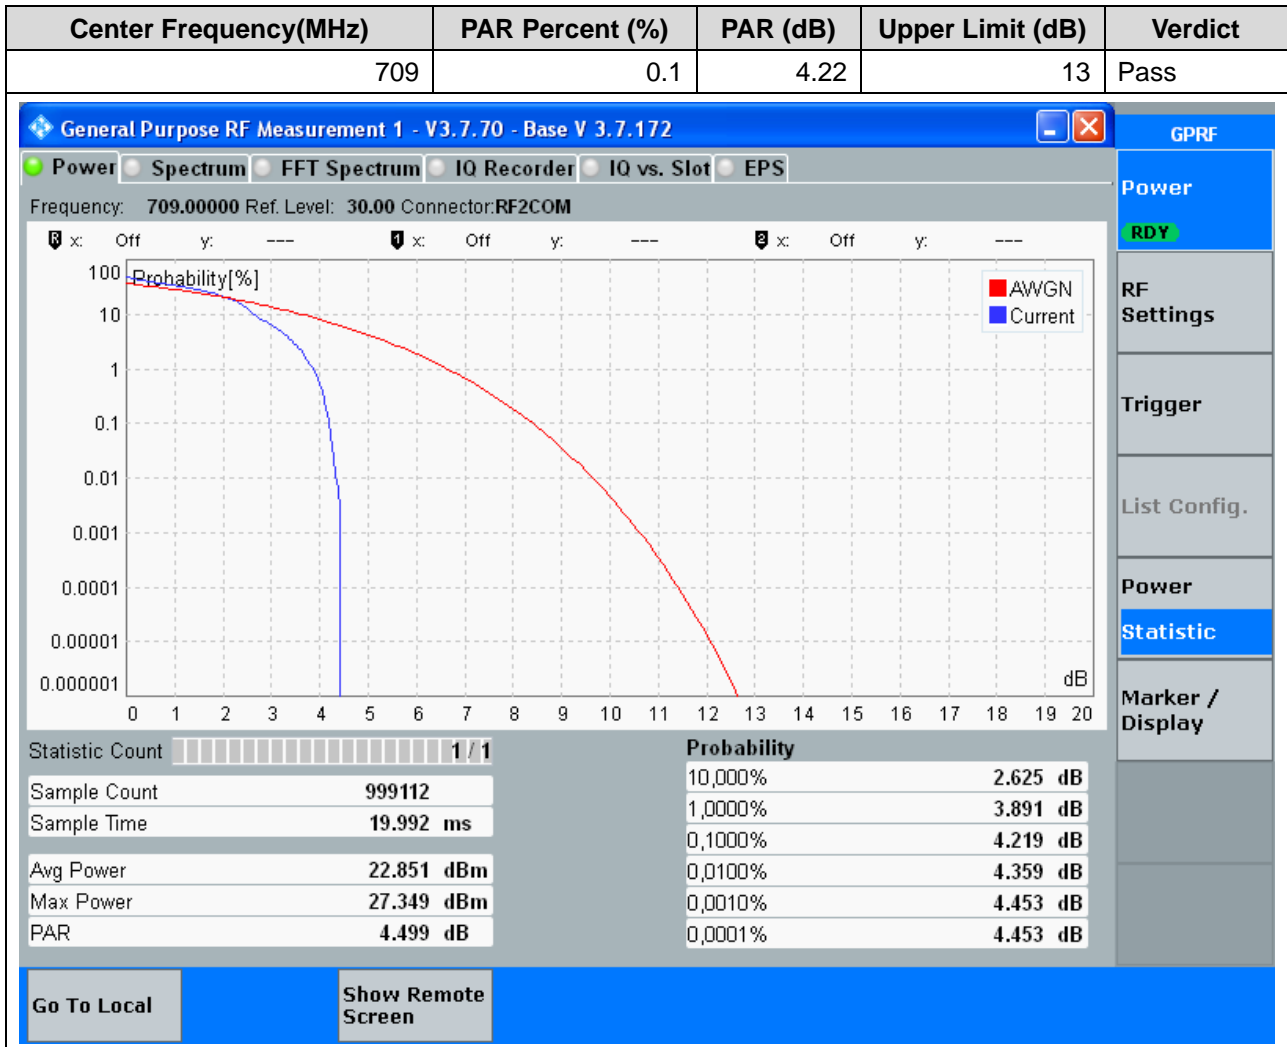 Center Frequency(MHz) PAR Percent (%) PAR (dB) Upper Limit (dB) Verdict
709 0.1 4.22 13 Pass
General Purpose RF Measurement 1 - V3.7.70 - Base V 3.7.172
GPRF
Power Spectrum FFT Spectrum IQ Recorder IQ vs. Slot EPS
Power
RDY
Frequency: 709.00000 Ref. Level: 30.00 Connector:RF2COM
R x: Off y: --- 1 x: Off y: --- 2 x: Off y: ---
Probability[%]
100
10
1
0.1
0.01
0.001
0.0001
0.00001
0.000001
AWGN
Current
dB
0 1 2 3 4 5 6 7 8 9 10 11 12 13 14 15 16 17 18 19 20
RF
Settings
Trigger
List Config.
Power
Statistic
Marker /
Display
Statistic Count 1 / 1
Sample Count 999112
Sample Time 19.992 ms
Avg Power 22.851 dBm
Max Power 27.349 dBm
PAR 4.499 dB
Probability
10,000% 2.625 dB
1,0000% 3.891 dB
0,1000% 4.219 dB
0,0100% 4.359 dB
0,0010% 4.453 dB
0,0001% 4.453 dB
Go To Local
Show Remote
Screen